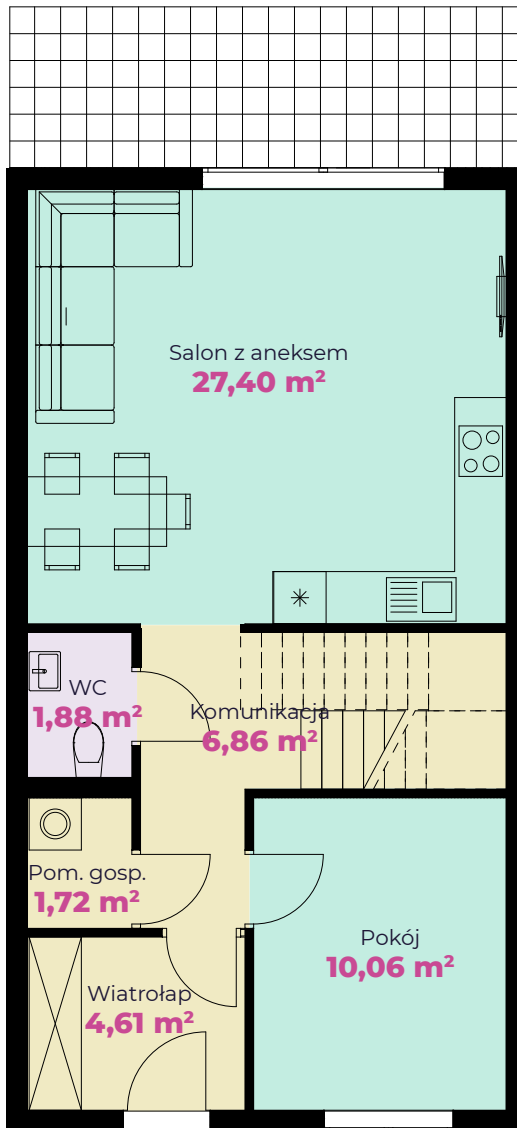 Salon z aneksem
27,40 m²
WC
1,88 m²
Komunikacja
6,86 m²
Pom. gosp.
1,72 m²
Pokój
10,06 m²
Wiatrołap
4,61 m²